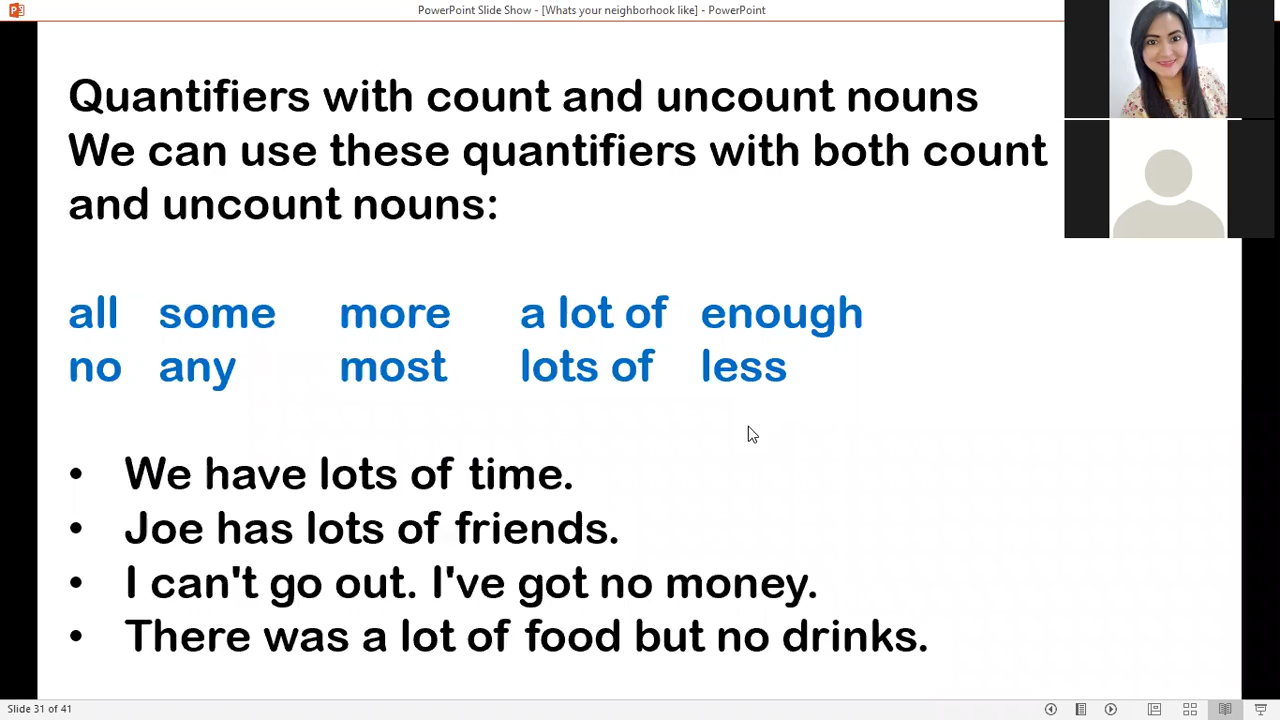 PowerPoint Slide Show - [Whats your neighborhook like] - PowerPoint
Quantifiers with count and uncount nouns
We can use these quantifiers with both count
and uncount nouns:
all some more a lot of enough
no any most lots of less
• We have lots of time.
• Joe has lots of friends.
• I can't go out. I've got no money.
• There was a lot of food but no drinks.
Slide 31 of 41